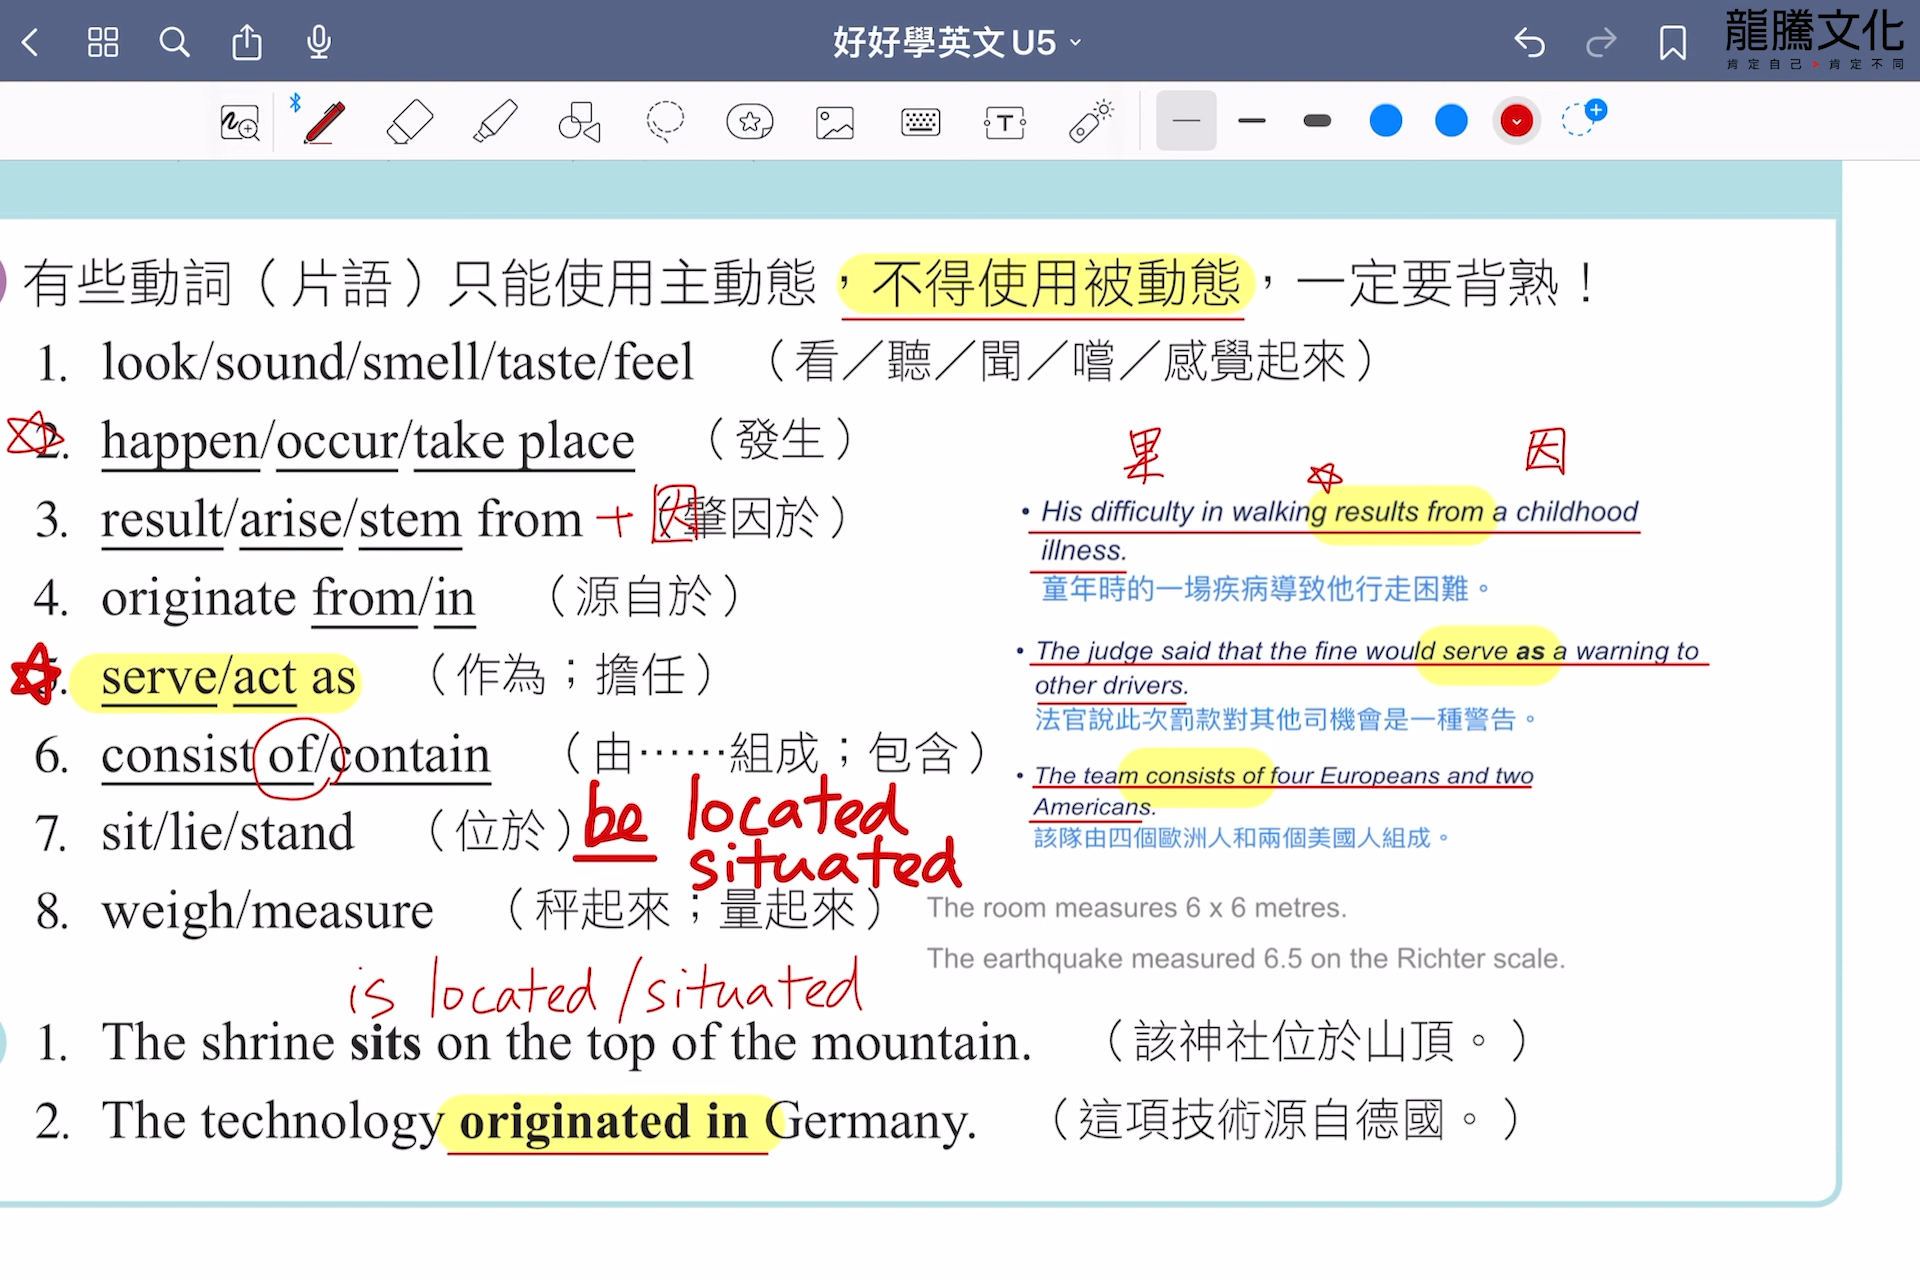 好好學英文 U5
龍騰文化
肯定自己 肯定不同
有些動詞（片語）只能使用主動態，不得使用被動態，一定要背熟！
1. look/sound/smell/taste/feel （看／聽／聞／嚐／感覺起來）
2. happen/occur/take place （發生）
3. result/arise/stem from + 因 （肇因於）
4. originate from/in （源自於）
5. serve/act as （作為；擔任）
6. consist of/contain （由……組成；包含）
7. sit/lie/stand （位於） be located
situated
8. weigh/measure （秤起來；量起來）
果 因
• His difficulty in walking results from a childhood
illness.
童年時的一場疾病導致他行走困難。
• The judge said that the fine would serve as a warning to
other drivers.
法官說此次罰款對其他司機會是一種警告。
• The team consists of four Europeans and two
Americans.
該隊由四個歐洲人和兩個美國人組成。
The room measures 6 x 6 metres.
The earthquake measured 6.5 on the Richter scale.
is located / situated
1. The shrine sits on the top of the mountain. （該神社位於山頂。）
2. The technology originated in Germany. （這項技術源自德國。）